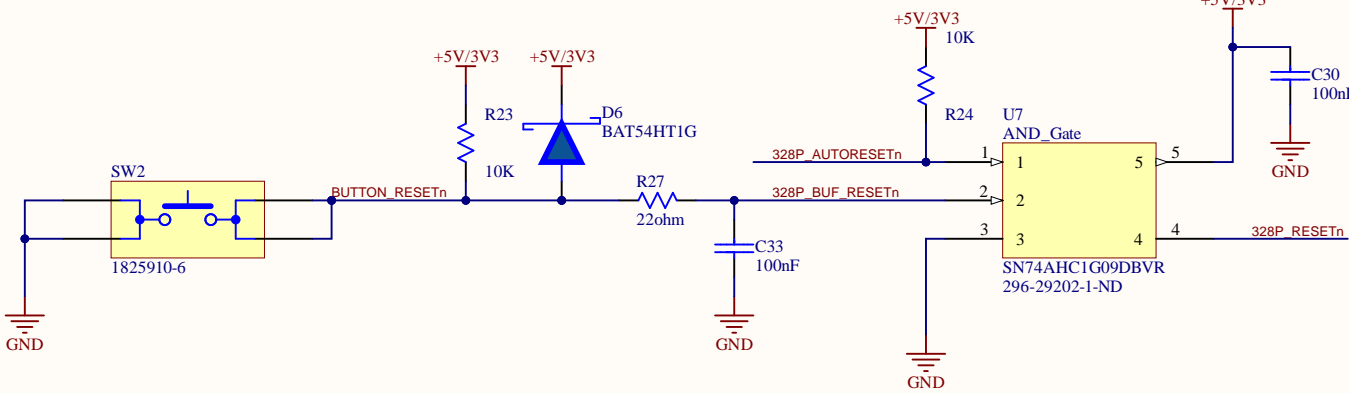 +5V/3V3
+5V/3V3
10K
+5V/3V3
+5V/3V3
C30
R23
D6
BAT54HT1G
R24
U7
AND_Gate
328P_AUTORESETn
1
1
5
5
10K
GND
SW2
BUTTON_RESETn
R27
22ohm
328P_BUF_RESETn
2
2
3
3
4
4
328P_RESETn
C33
100nF
1825910-6
SN74AHC1G09DBVR
296-29202-1-ND
GND
GND
GND